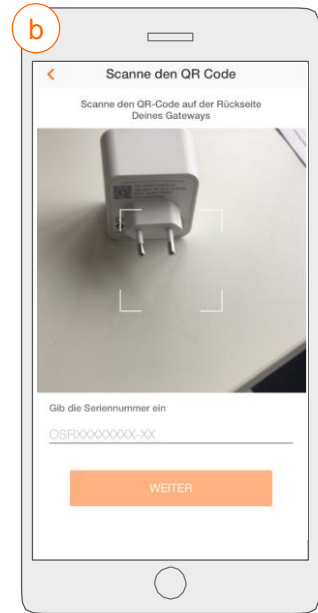 b
Scanne den QR Code
Scanne den QR-Code auf der Rückseite
Deines Gateways
Gib die Seriennummer ein
OSRXXXXXXXX-XX
WEITER